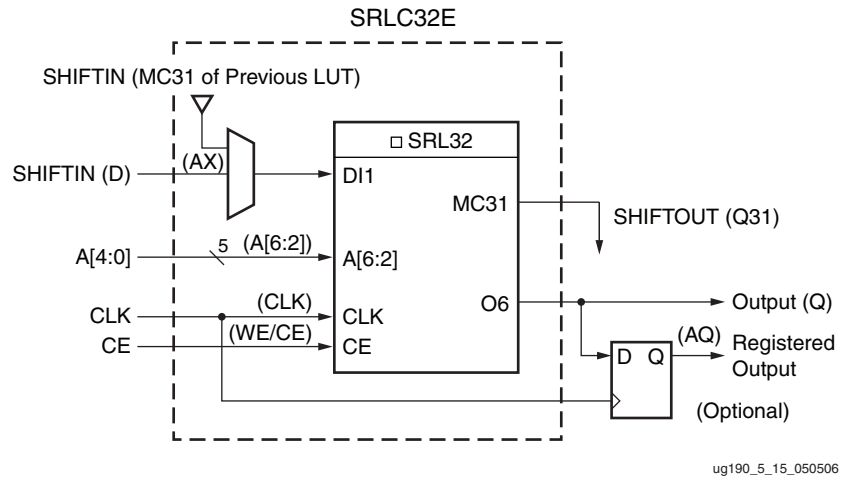 SRLC32E
SHIFTIN (MC31 of Previous LUT)
□ SRL32
SHIFTIN (D)
(AX)
DI1
MC31
SHIFTOUT (Q31)
A[4:0]
5
(A[6:2])
A[6:2]
CLK
(CLK)
CLK
O6
Output (Q)
CE
(WE/CE)
CE
(AQ)
D Q
Registered
Output
(Optional)
ug190_5_15_050506